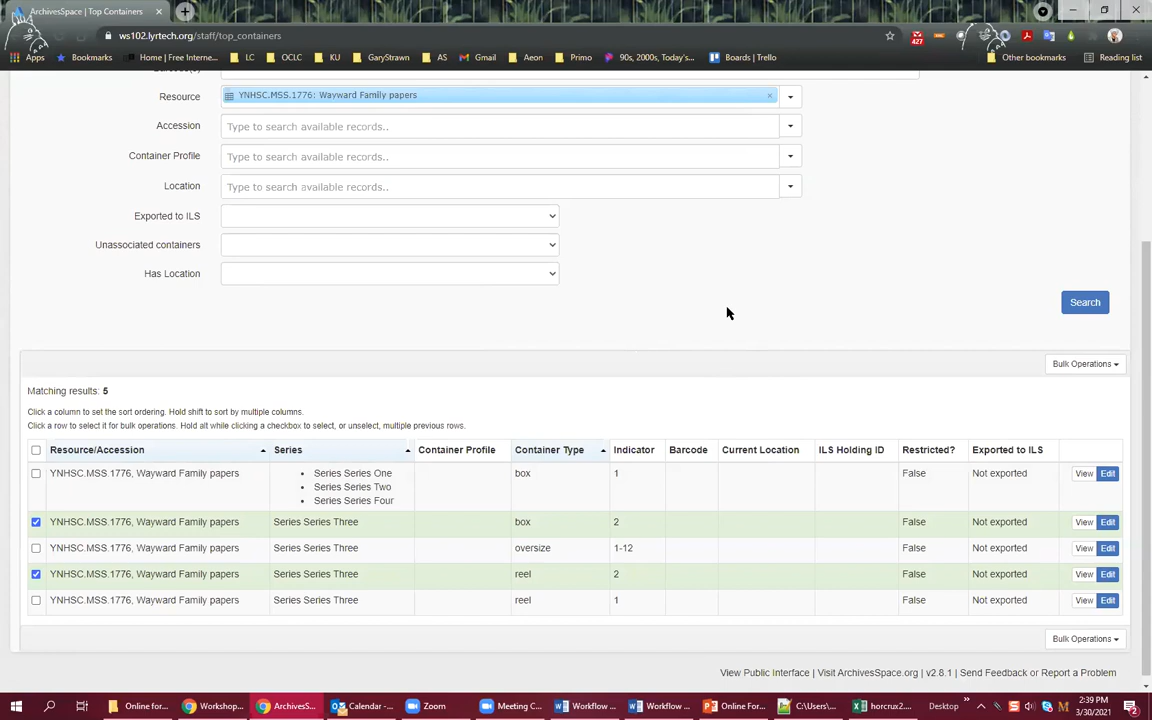 ArchivesSpace | Top Containers
ws102.lyrtech.org/staff/top_containers
427
Apps Bookmarks Home | Free Interne... LC OCLC KU GaryStrawn AS Gmail Aeon Primo 90s, 2000s, Today's... Boards | Trello Other bookmarks Reading list
Resource YNHSC.MSS.1776: Wayward Family papers ×
Accession Type to search available records..
Container Profile Type to search available records..
Location Type to search available records..
Exported to ILS
Unassociated containers
Has Location
Search
Bulk Operations
Matching results: 5
Click a column to set the sort ordering. Hold shift to sort by multiple columns.
Click a row to select it for bulk operations. Hold alt while clicking a checkbox to select, or unselect, multiple previous rows.
Resource/Accession Series Container Profile Container Type Indicator Barcode Current Location ILS Holding ID Restricted? Exported to ILS
YNHSC.MSS.1776, Wayward Family papers • Series Series One box 1 False Not exported View Edit
• Series Series Two
• Series Series Four
YNHSC.MSS.1776, Wayward Family papers Series Series Three box 2 False Not exported View Edit
YNHSC.MSS.1776, Wayward Family papers Series Series Three oversize 1-12 False Not exported View Edit
YNHSC.MSS.1776, Wayward Family papers Series Series Three reel 2 False Not exported View Edit
YNHSC.MSS.1776, Wayward Family papers Series Series Three reel 1 False Not exported View Edit
Bulk Operations
View Public Interface | Visit ArchivesSpace.org | v2.8.1 | Send Feedback or Report a Problem
Online for... Workshop... ArchivesS... Calendar -... Zoom Meeting C... Workflow ... Workflow ... Online For... C:\Users\... horcrux2.... Desktop » 2:39 PM
3/30/2021 2